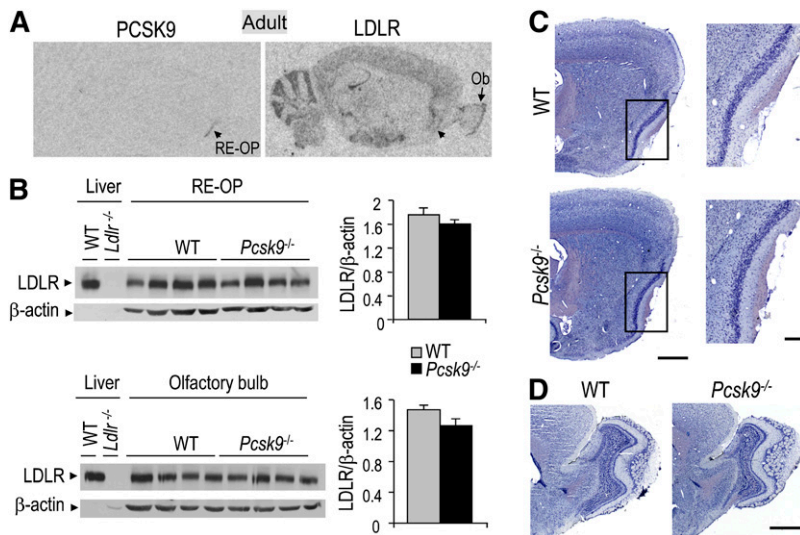 A
Adult
PCSK9
LDLR
RE-OP
Ob
B
Liver
RE-OP
WT
Ldlr -/-
WT
Pcsk9-/-
LDLR
β-actin
LDLR/β-actin
2
1.6
1.2
0.8
0.4
0
WT
Pcsk9-/-
Liver
Olfactory bulb
WT
Ldlr -/-
WT
Pcsk9-/-
LDLR
β-actin
LDLR/β-actin
1.6
1.2
0.8
0.4
0
C
WT
Pcsk9-/-
D
WT
Pcsk9-/-